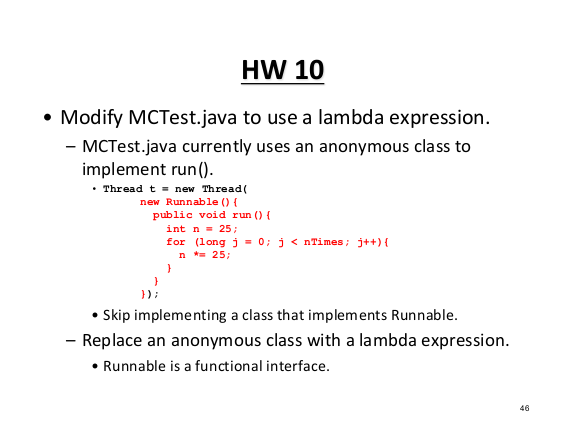 HW 10
• Modify MCTest.java to use a lambda expression.
– MCTest.java currently uses an anonymous class to
implement run().
• Thread t = new Thread(
new Runnable(){
public void run(){
int n = 25;
for (long j = 0; j < nTimes; j++){
n *= 25;
}
}
});
• Skip implementing a class that implements Runnable.
– Replace an anonymous class with a lambda expression.
• Runnable is a functional interface.
46